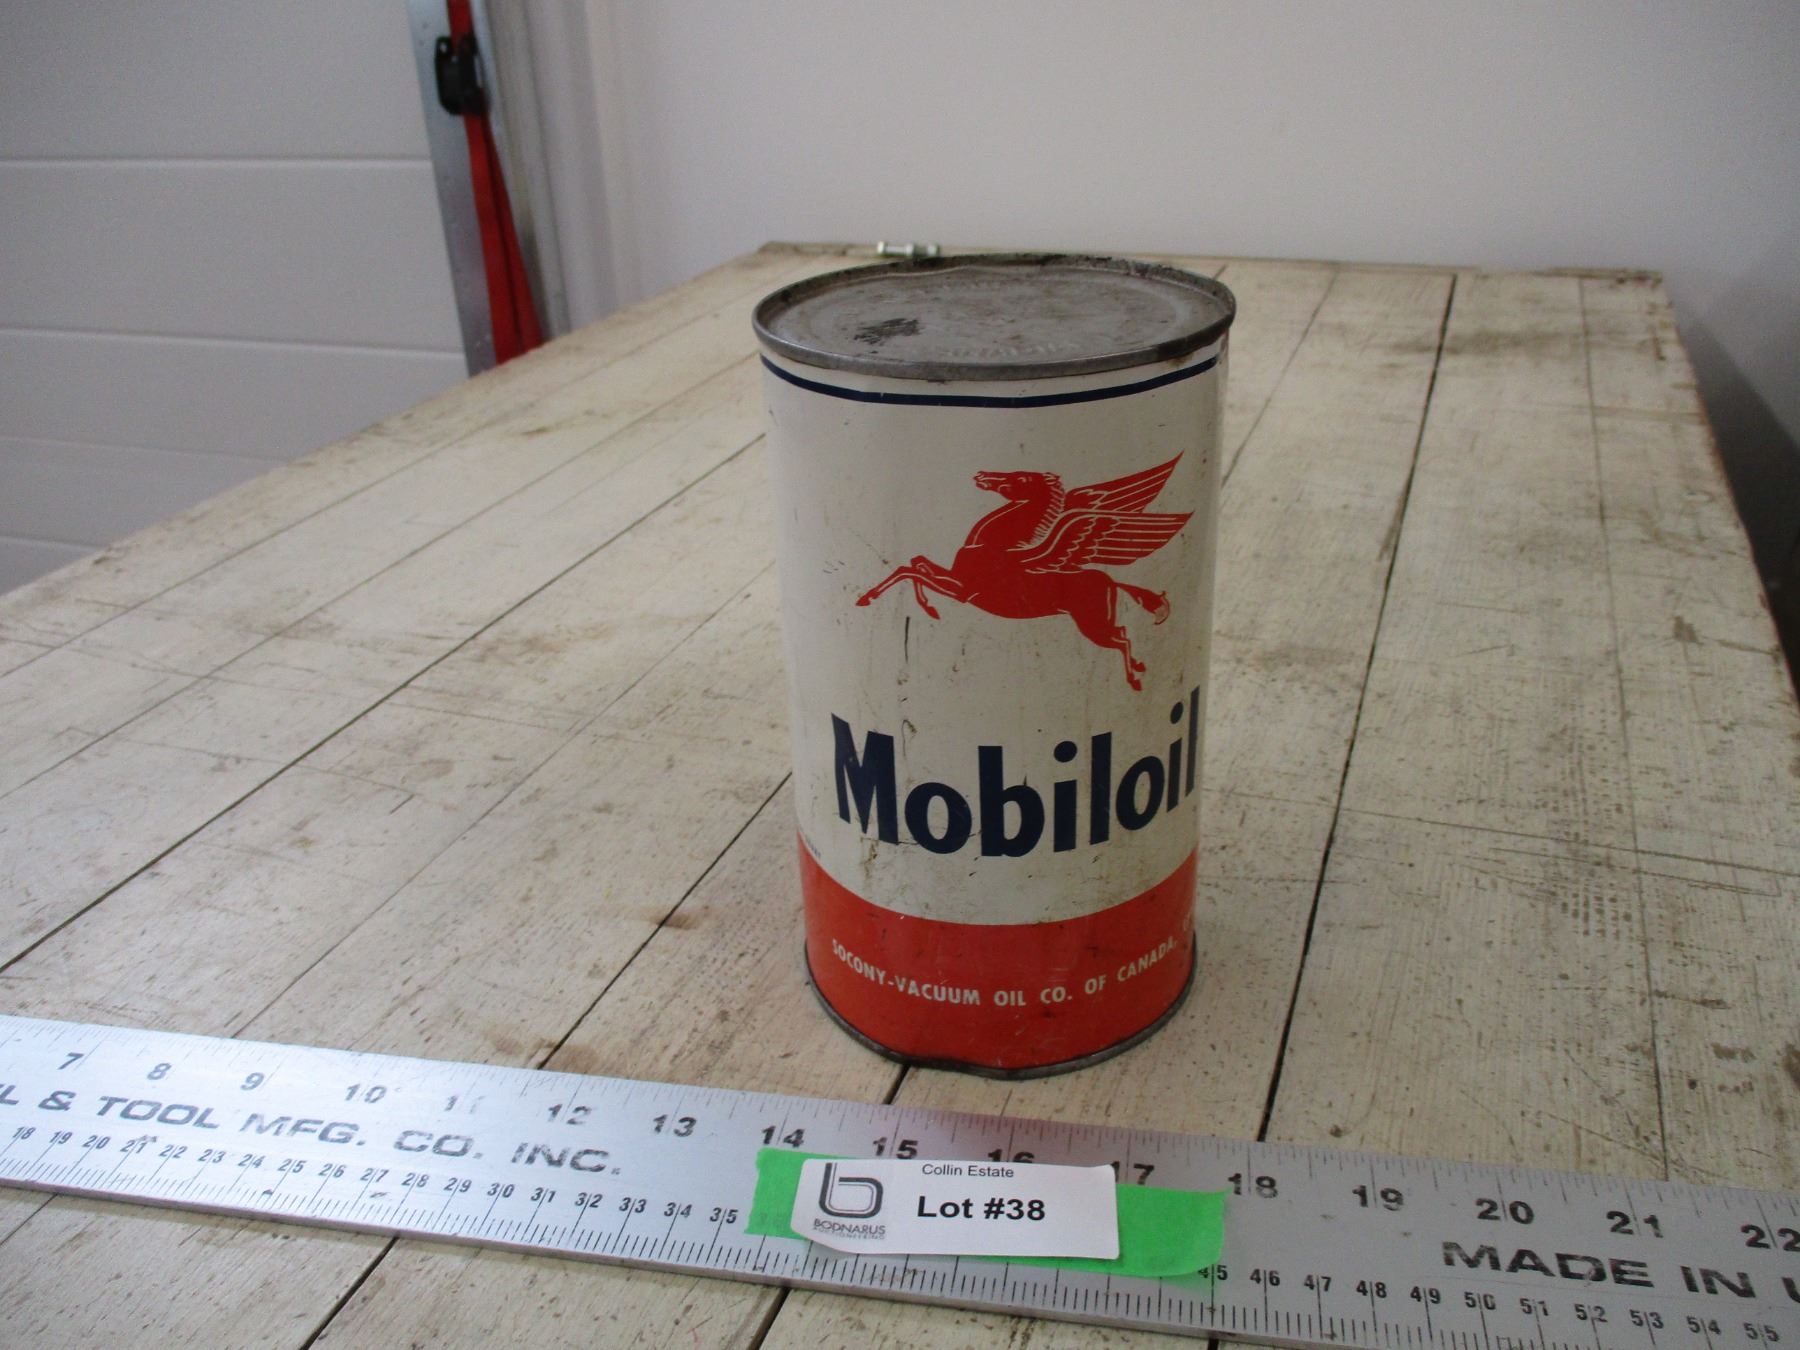 Mobiloil
SOCONY-VACUUM OIL CO. OF CANADA,
7 8 9 10 11 12 13 14 15 16 17 18 19 20 21 22
& TOOL MFG. CO. INC.
MADE IN
18 19 20 21 22 23 24 25 26 27 28 29 30 31 32 33 34 35
45 46 47 48 49 50 51 52 53 54 55
Collin Estate
Lot #38
BODNARUS
AUCTIONEERING